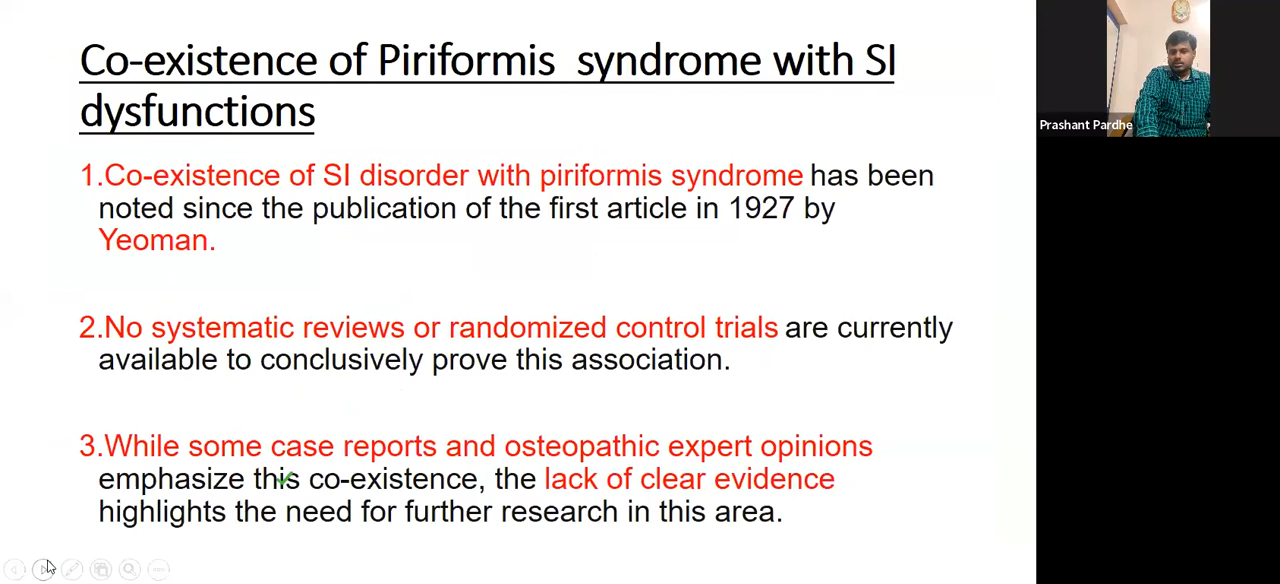 Co-existence of Piriformis syndrome with SI
dysfunctions
1.Co-existence of SI disorder with piriformis syndrome has been
noted since the publication of the first article in 1927 by
Yeoman.
2.No systematic reviews or randomized control trials are currently
available to conclusively prove this association.
3.While some case reports and osteopathic expert opinions
emphasize this co-existence, the lack of clear evidence
highlights the need for further research in this area.
Prashant Pardhe